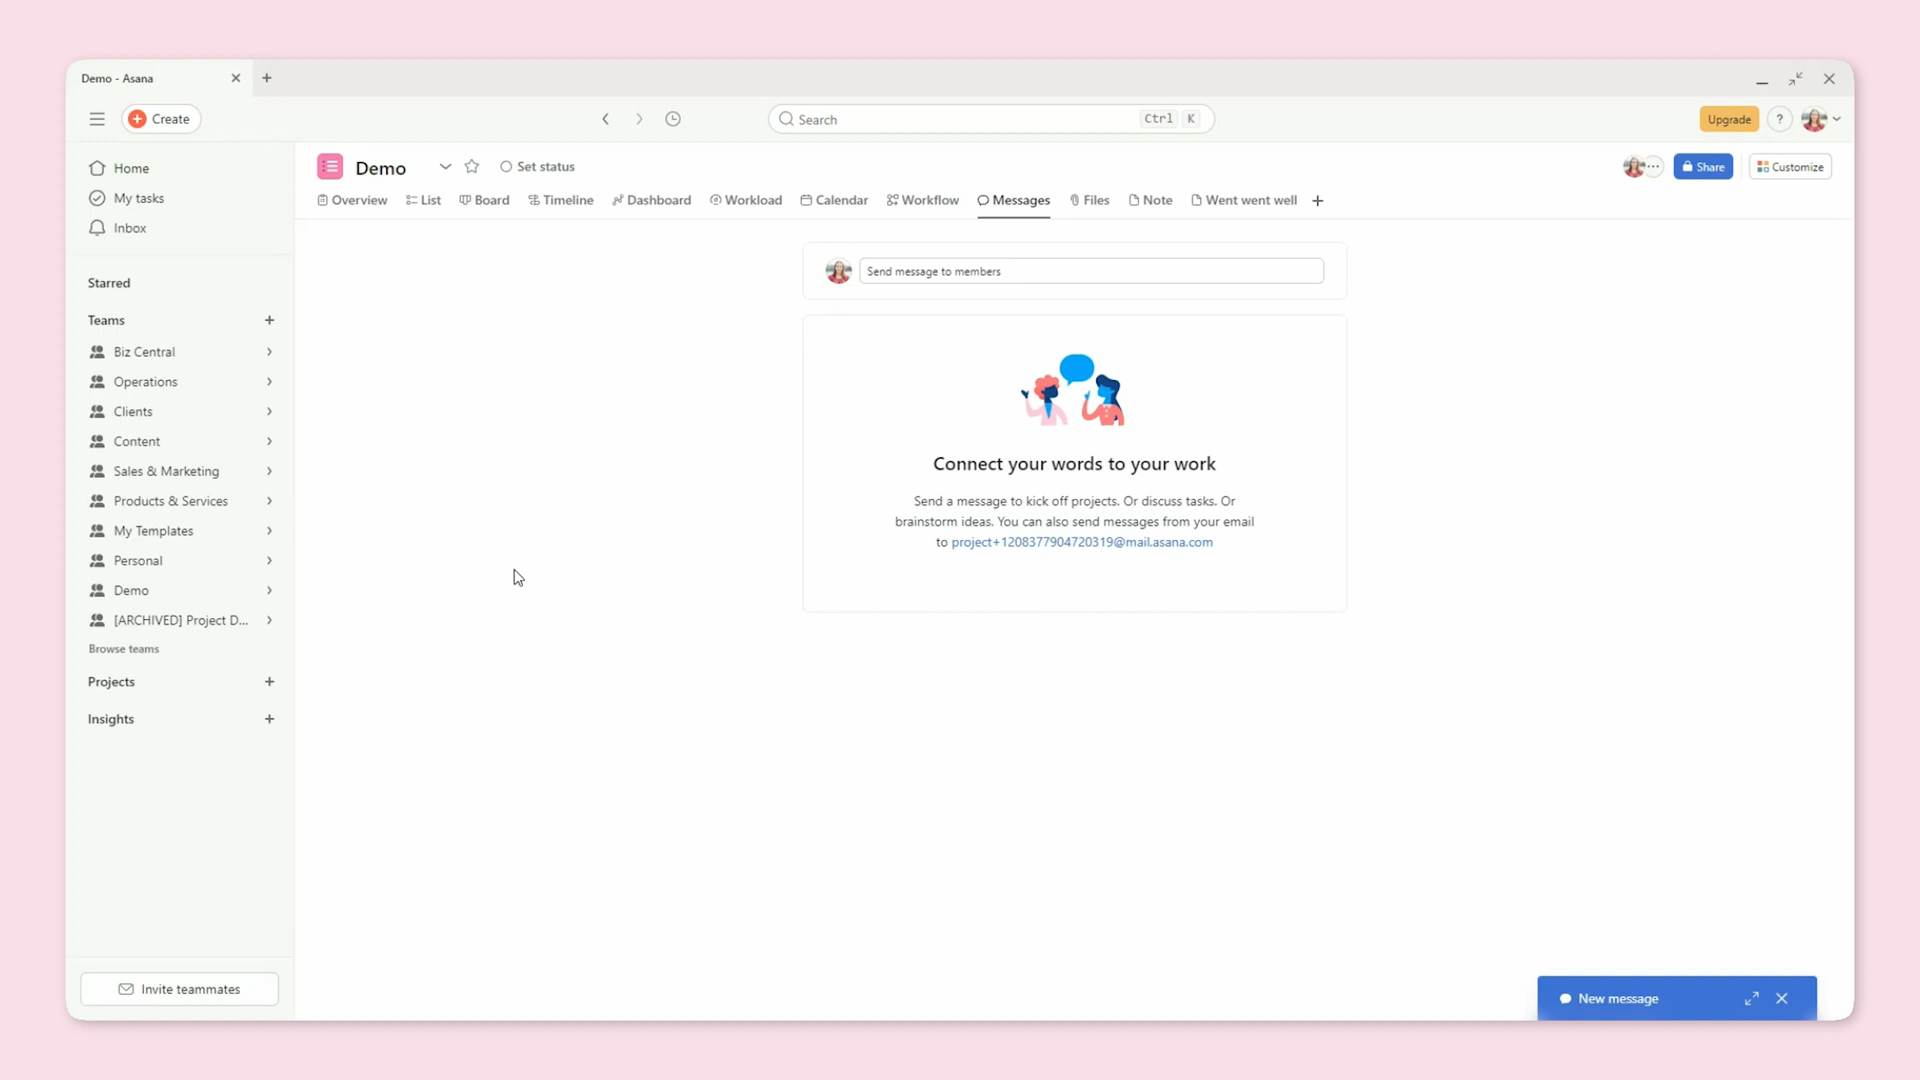 Demo - Asana
Create
Search Ctrl K
Upgrade ?
Home
My tasks
Inbox
Starred
Teams
Biz Central
Operations
Clients
Content
Sales & Marketing
Products & Services
My Templates
Personal
Demo
[ARCHIVED] Project D...
Browse teams
Projects
Insights
Invite teammates
Demo Set status
Share Customize
Overview List Board Timeline Dashboard Workload Calendar Workflow Messages Files Note Went went well
Send message to members
Connect your words to your work
Send a message to kick off projects. Or discuss tasks. Or
brainstorm ideas. You can also send messages from your email
to project+1208377904720319@mail.asana.com
New message